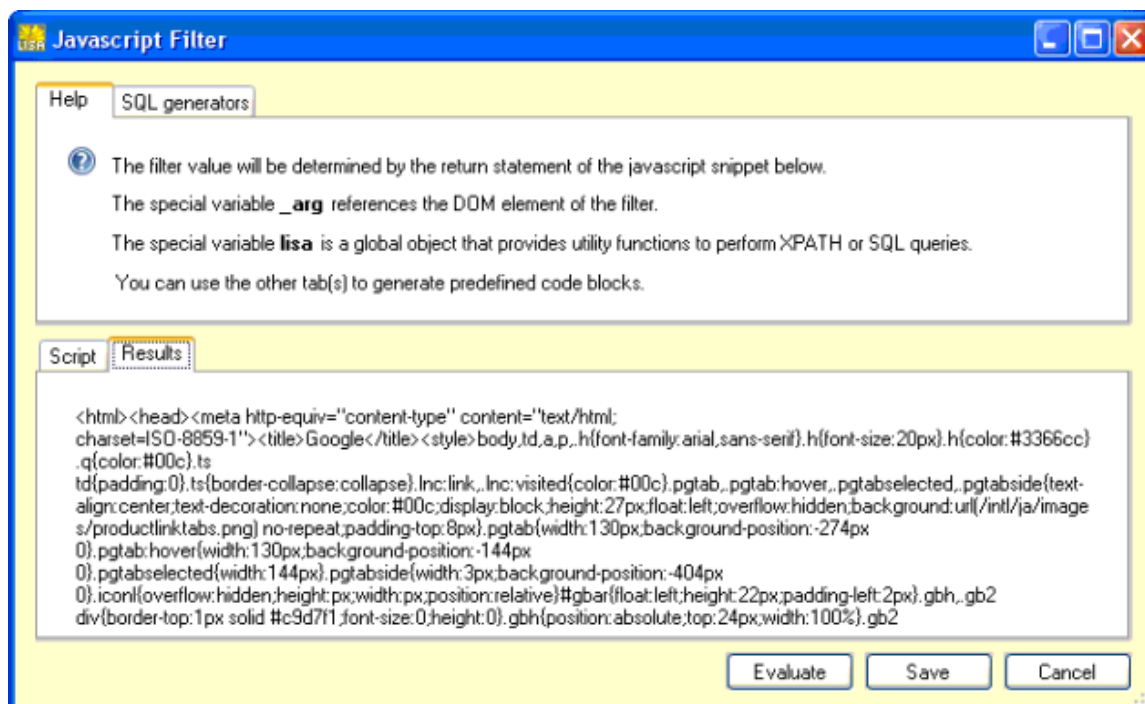 LISA Javascript Filter
Help SQL generators
The filter value will be determined by the return statement of the javascript snippet below.
The special variable _arg references the DOM element of the filter.
The special variable lisa is a global object that provides utility functions to perform XPATH or SQL queries.
You can use the other tab(s) to generate predefined code blocks.
Script Results
<html><head><meta http-equiv="content-type" content="text/html;
charset=ISO-8859-1"><title>Google</title><style>body,td,a,p,.h{font-family:arial,sans-serif}.h{font-size:20px}.h{color:#3366cc}
.q{color:#00c}.ts
td{padding:0}.ts{border-collapse:collapse}.lnc:link,.lnc:visited{color:#00c}.pgtab,.pgtab:hover,.pgtabselected,.pgtabside{text-
align:center;text-decoration:none;color:#00c;display:block;height:27px;float:left;overflow:hidden;background:url(/intl/ja/image
s/productlinktabs.png) no-repeat;padding-top:8px}.pgtab{width:130px;background-position:-274px
0}.pgtab:hover{width:130px;background-position:-144px
0}.pgtabselected{width:144px}.pgtabside{width:3px;background-position:-404px
0}.iconl{overflow:hidden;height:px;width:px;position:relative}#gbar{float:left;height:22px;padding-left:2px}.gbh,.gb2
div{border-top:1px solid #c9d7f1;font-size:0;height:0}.gbh{position:absolute;top:24px;width:100%}.gb2
Evaluate Save Cancel